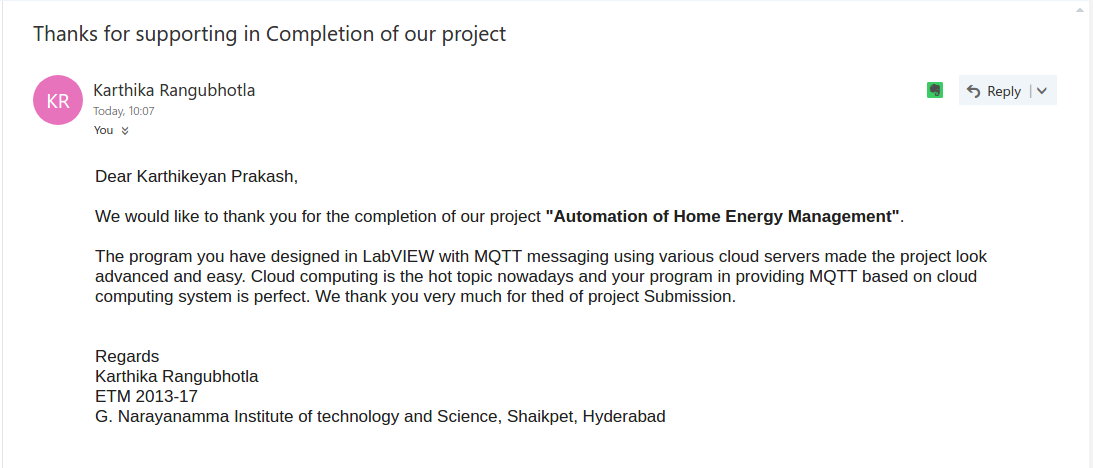 Thanks for supporting in Completion of our project
KR
Karthika Rangubhotla
Today, 10:07
You
Reply
Dear Karthikeyan Prakash,
We would like to thank you for the completion of our project "Automation of Home Energy Management".
The program you have designed in LabVIEW with MQTT messaging using various cloud servers made the project look
advanced and easy. Cloud computing is the hot topic nowadays and your program in providing MQTT based on cloud
computing system is perfect. We thank you very much for thed of project Submission.
Regards
Karthika Rangubhotla
ETM 2013-17
G. Narayanamma Institute of technology and Science, Shaikpet, Hyderabad